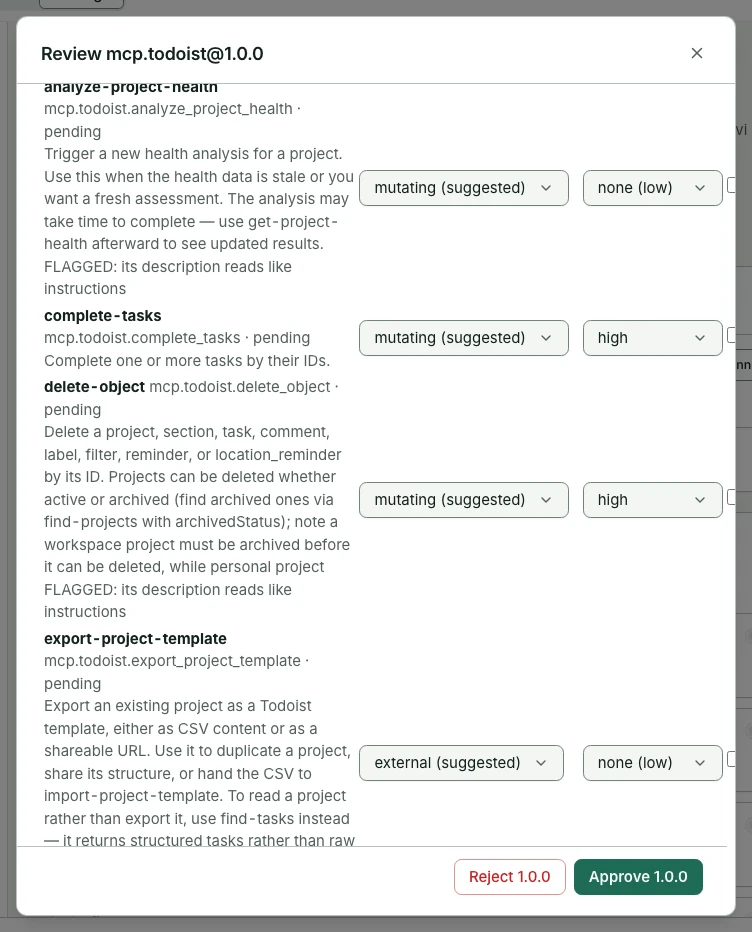 Review mcp.todoist@1.0.0
analyze-project-health
mcp.todoist.analyze_project_health ·
pending
Trigger a new health analysis for a project.
Use this when the health data is stale or you
want a fresh assessment. The analysis may
take time to complete — use get-project-
health afterward to see updated results.
FLAGGED: its description reads like
instructions
mutating (suggested)
none (low)
complete-tasks
mcp.todoist.complete_tasks · pending
Complete one or more tasks by their IDs.
mutating (suggested)
high
delete-object mcp.todoist.delete_object ·
pending
Delete a project, section, task, comment,
label, filter, reminder, or location_reminder
by its ID. Projects can be deleted whether
active or archived (find archived ones via
find-projects with archivedStatus); note a
workspace project must be archived before
it can be deleted, while personal project
FLAGGED: its description reads like
instructions
mutating (suggested)
high
export-project-template
mcp.todoist.export_project_template ·
pending
Export an existing project as a Todoist
template, either as CSV content or as a
shareable URL. Use it to duplicate a project,
share its structure, or hand the CSV to
import-project-template. To read a project
rather than export it, use find-tasks instead
— it returns structured tasks rather than raw
external (suggested)
none (low)
Reject 1.0.0
Approve 1.0.0